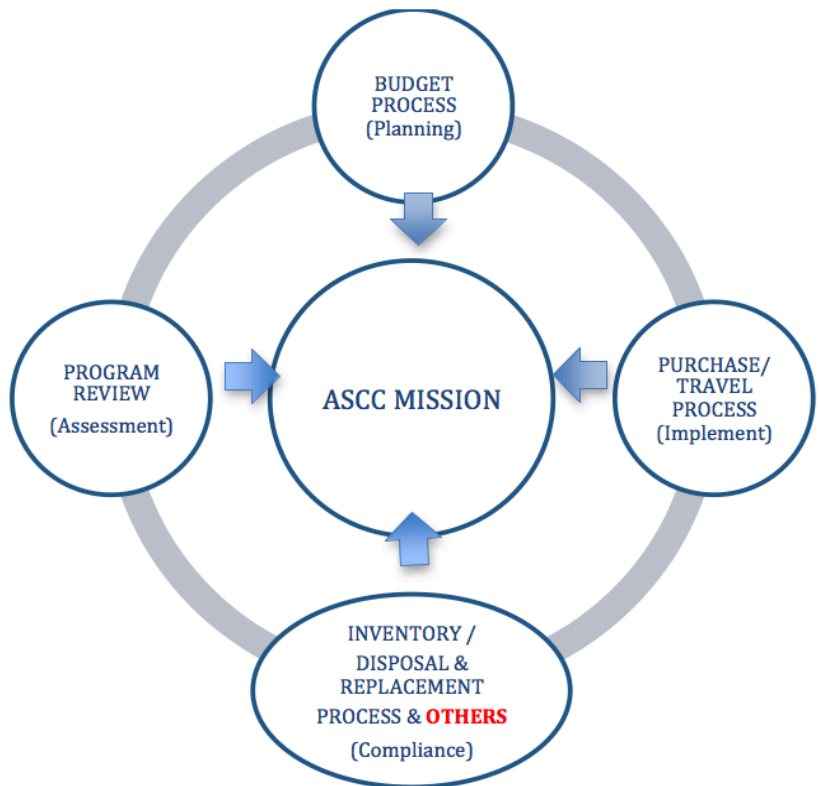 BUDGET
PROCESS
(Planning)
PROGRAM
REVIEW
(Assessment)
ASCC MISSION
PURCHASE/
TRAVEL
PROCESS
(Implement)
INVENTORY /
DISPOSAL &
REPLACEMENT
PROCESS & OTHERS
(Compliance)